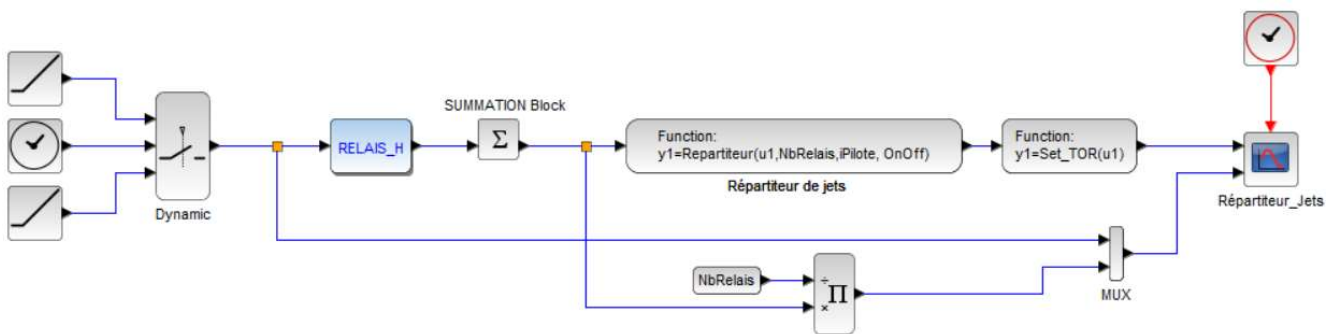 SUMMATION Block
RELAIS_H
Σ
Function:
y1=Repartiteur(u1,NbRelais,iPilote, OnOff)
Function:
y1=Set_TOR(u1)
Répartiteur de jets
Dynamic
Répartiteur_Jets
NbRelais
÷
×
Π
MUX